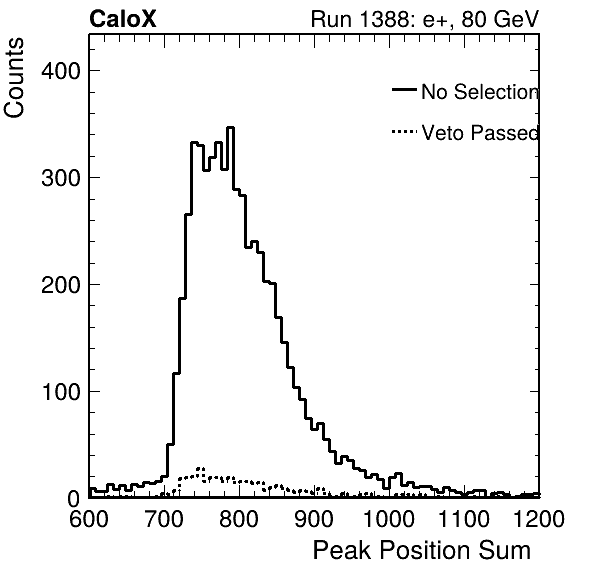 CaloX Run 1388: e+, 80 GeV
Counts
400
300
200
100
0
No Selection
Veto Passed
600 700 800 900 1000 1100 1200
Peak Position Sum